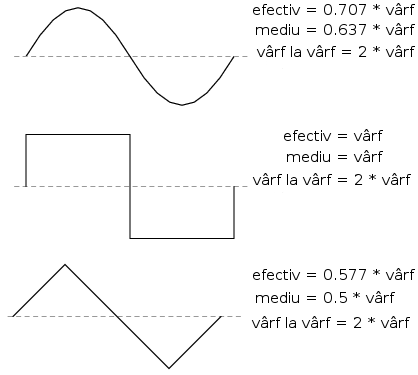 efectiv = 0.707 * vârf
mediu = 0.637 * vârf
vârf la vârf = 2 * vârf
efectiv = vârf
mediu = vârf
vârf la vârf = 2 * vârf
efectiv = 0.577 * vârf
mediu = 0.5 * vârf
vârf la vârf = 2 * vârf